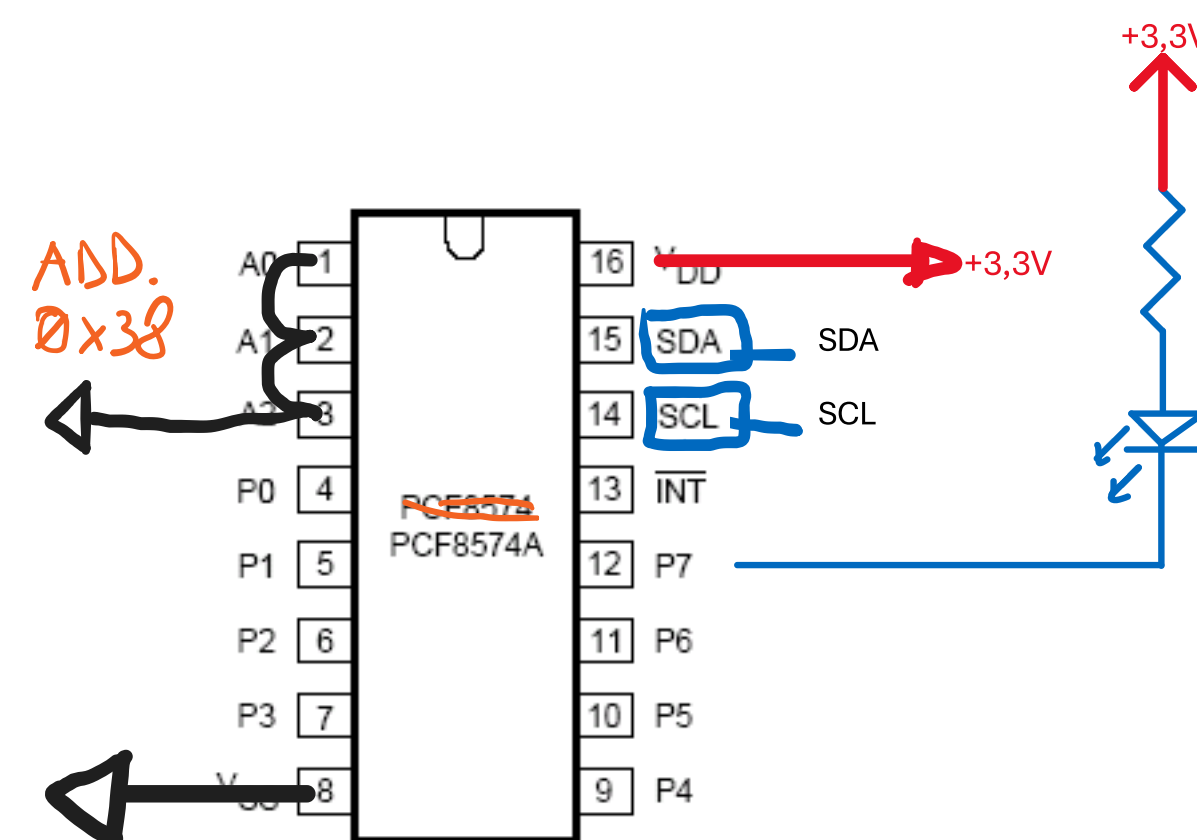 +3,3V
ADD.
0x38
A0 1
16 VDD
+3,3V
A1 2
15 SDA
SDA
A2 3
14 SCL
SCL
P0 4
13 INT
PCF8574
PCF8574A
P1 5
12 P7
P2 6
11 P6
P3 7
10 P5
VSS 8
9 P4